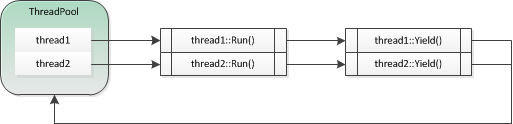 ThreadPool
thread1
thread1::Run()
thread1::Yield()
thread2
thread2::Run()
thread2::Yield()